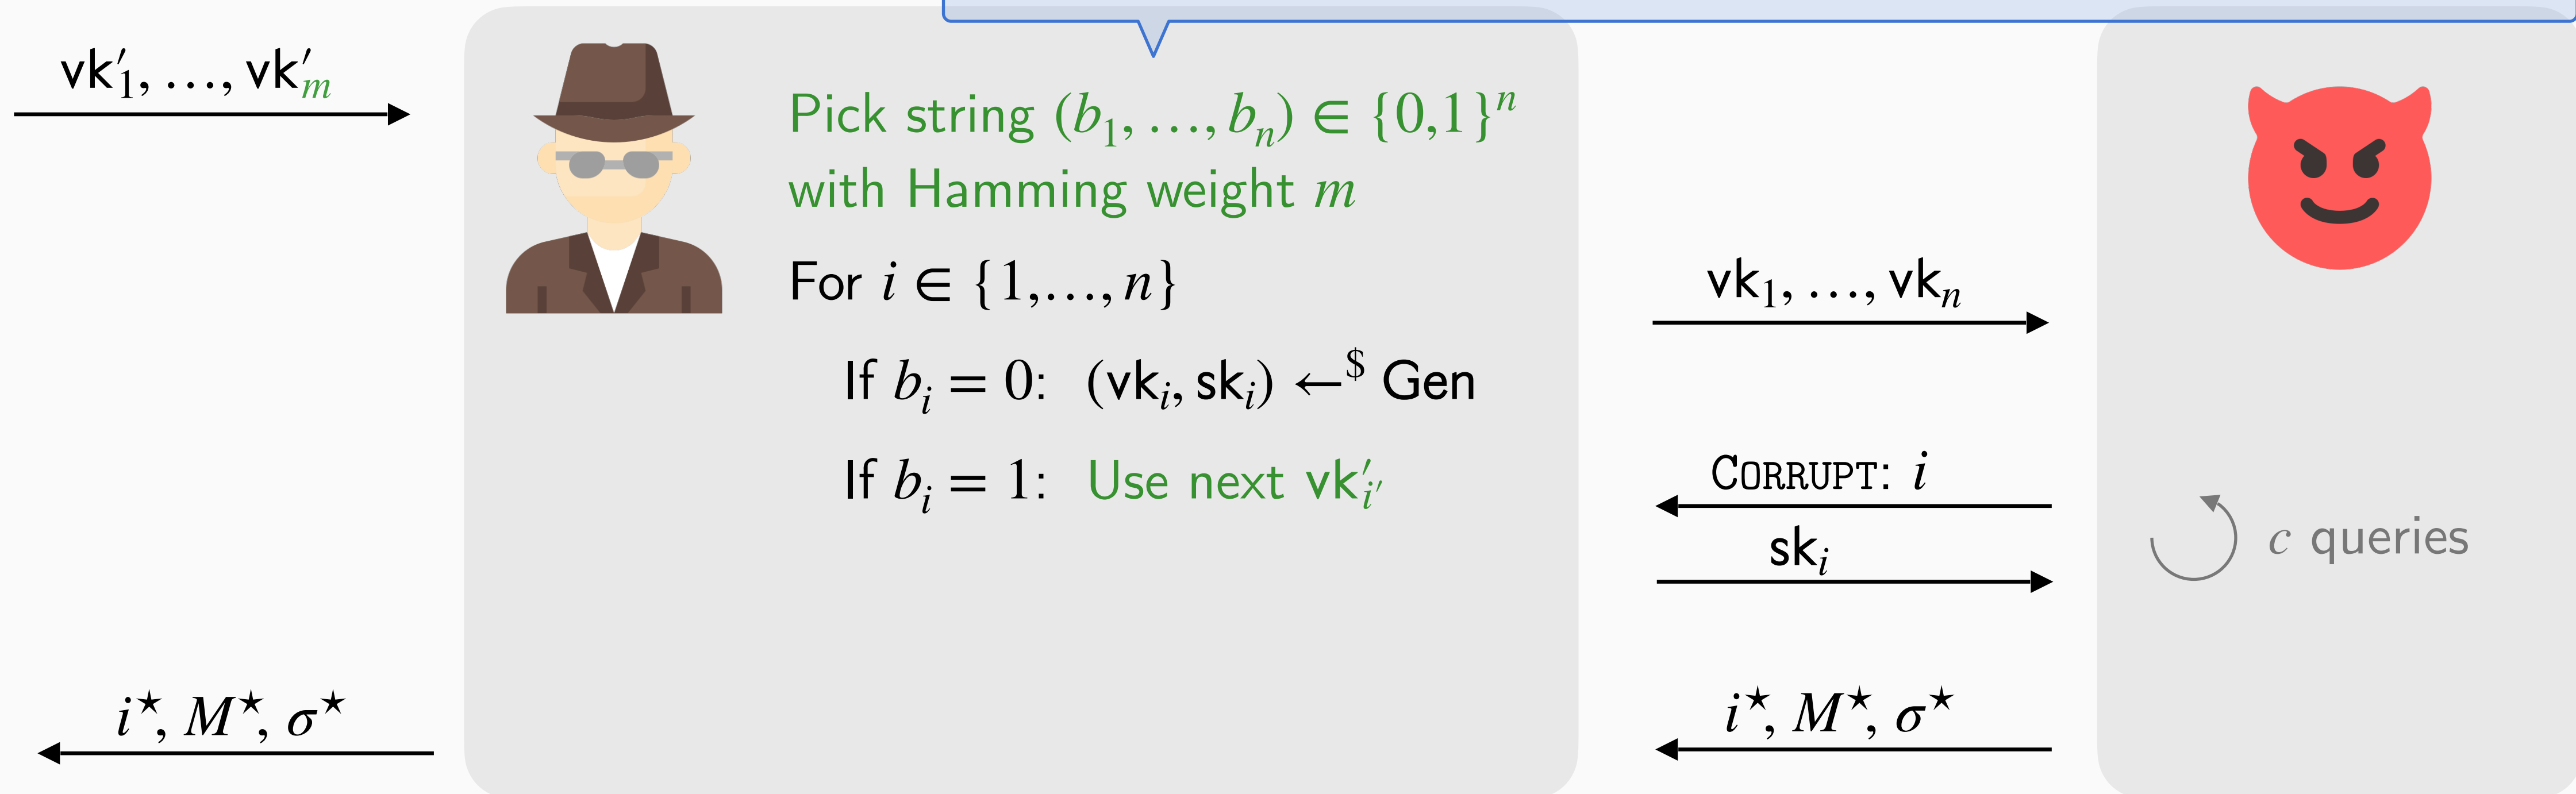 vk′₁, …, vk′ₘ
Pick string (b₁, …, bₙ) ∈ {0,1}ⁿ
with Hamming weight m
For i ∈ {1,…, n}
vk₁, …, vkₙ
If bᵢ = 0: (vkᵢ, skᵢ) ←$ Gen
If bᵢ = 1: Use next vk′ᵢ′
CORRUPT: i
skᵢ
c queries
i⋆, M⋆, σ⋆
i⋆, M⋆, σ⋆